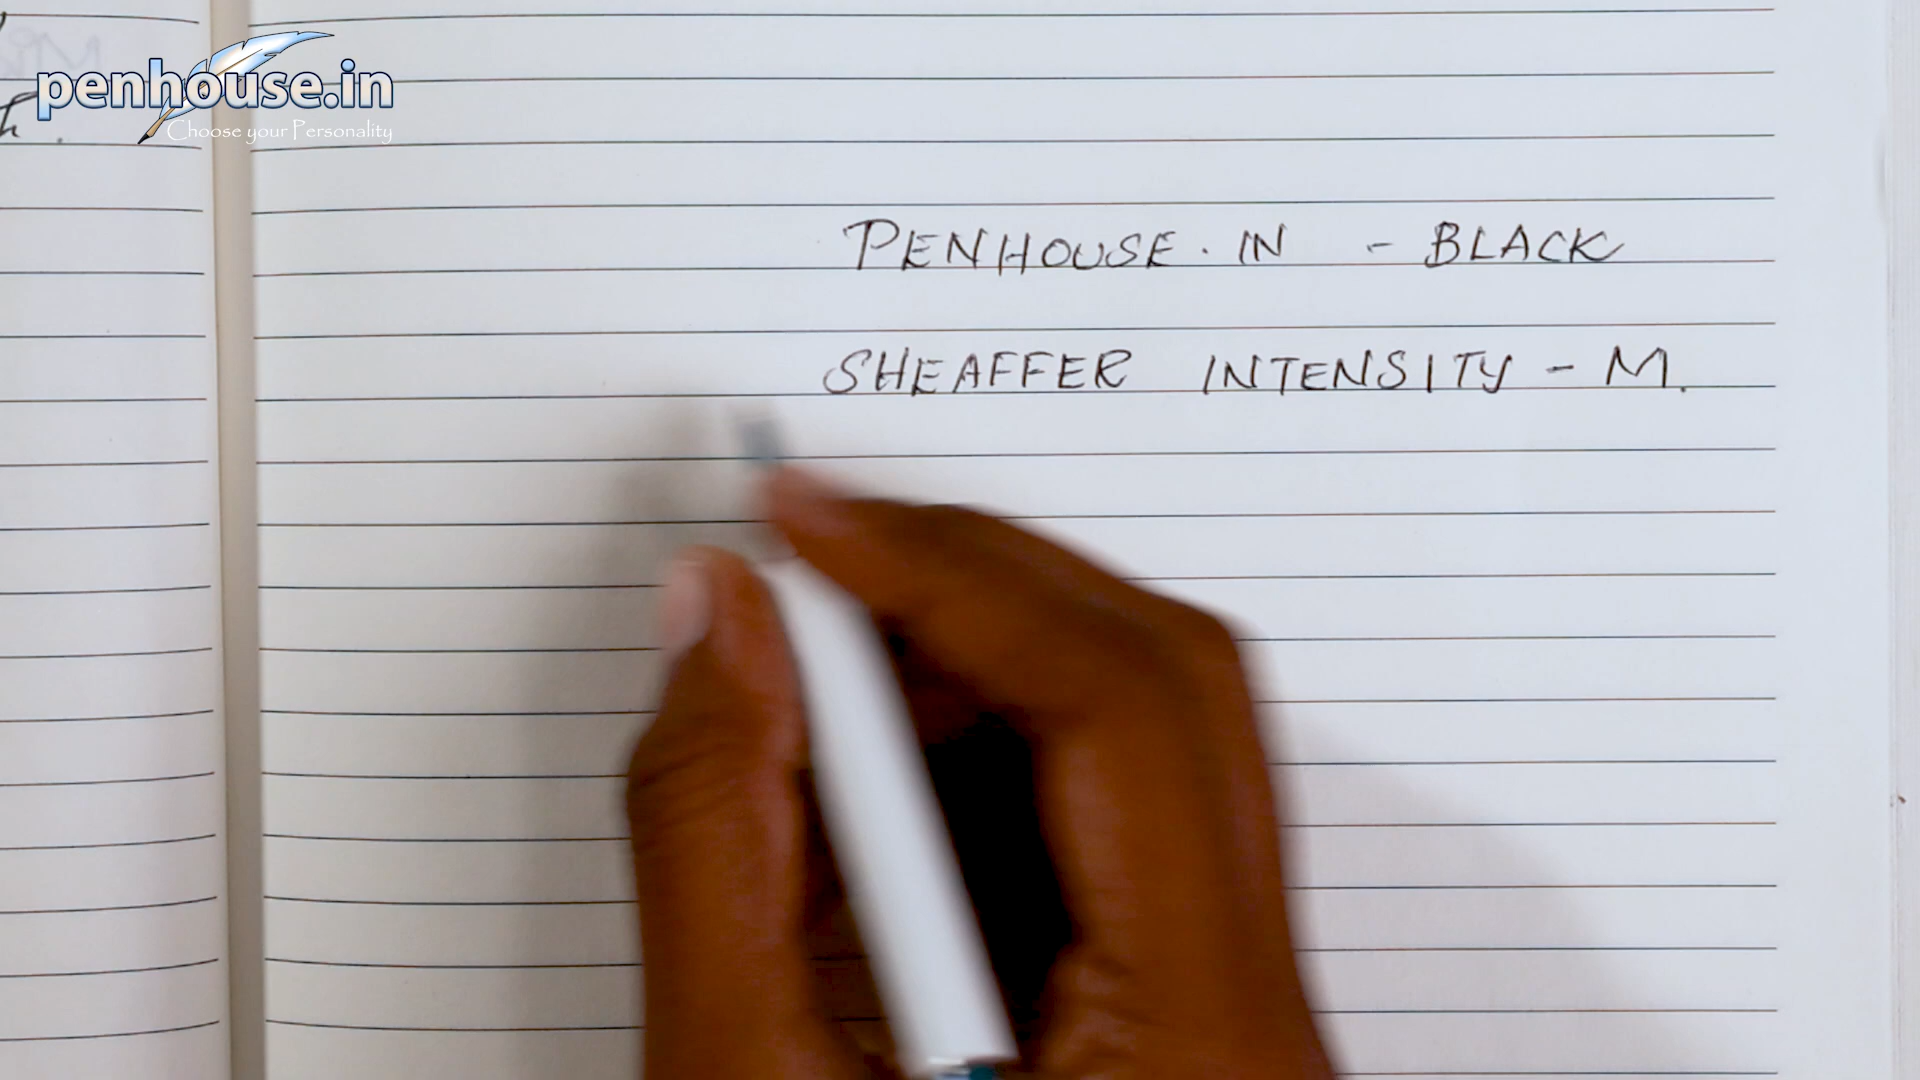 penhouse.in
Choose your Personality
PENHOUSE.IN - BLACK
SHEAFFER INTENSITY - M.